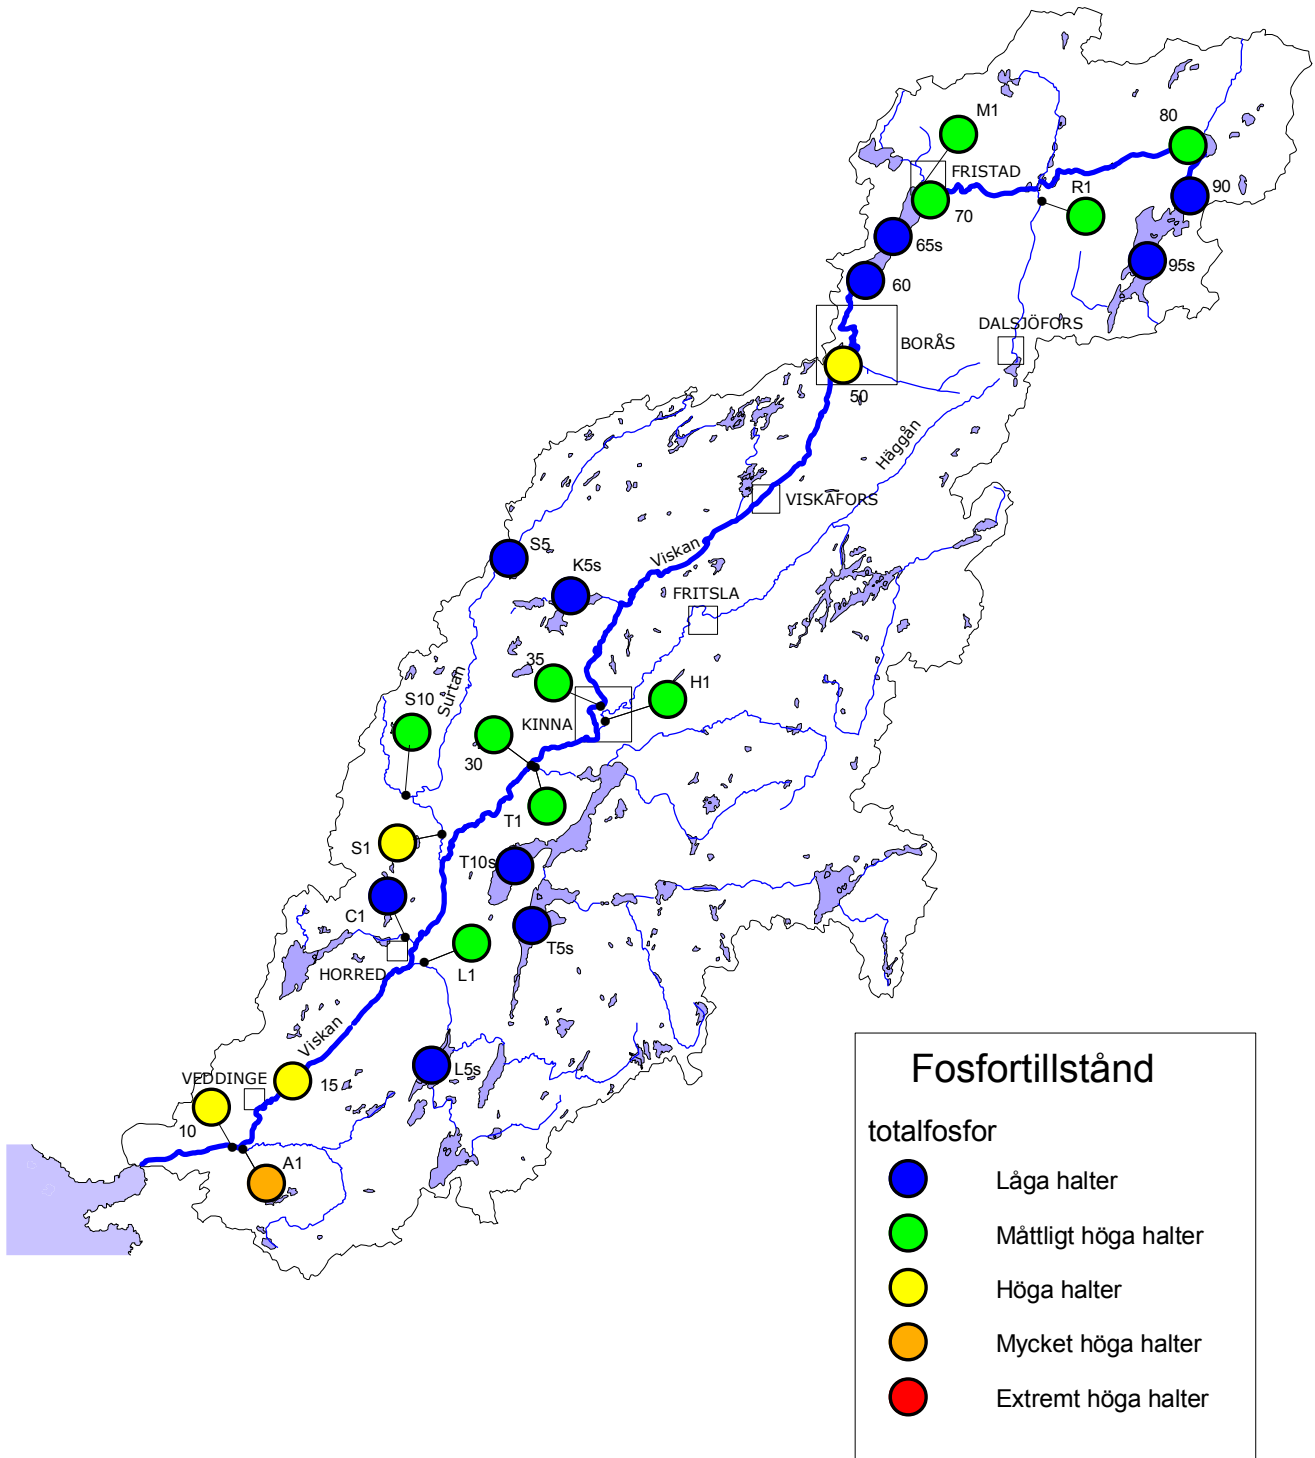 M1
80
FRISTAD
R1
90
70
65s
95s
60
DALSJÖFORS
BORÅS
50
Häggån
VISKAFORS
S5
Viskan
K5s
FRITSLA
35
H1
Surtan
S10
KINNA
30
T1
S1
T10s
C1
T5s
HORRED
L1
Viskan
L5s
VEDDINGE
15
10
A1
Fosfortillstånd
totalfosfor
Låga halter
Måttligt höga halter
Höga halter
Mycket höga halter
Extremt höga halter